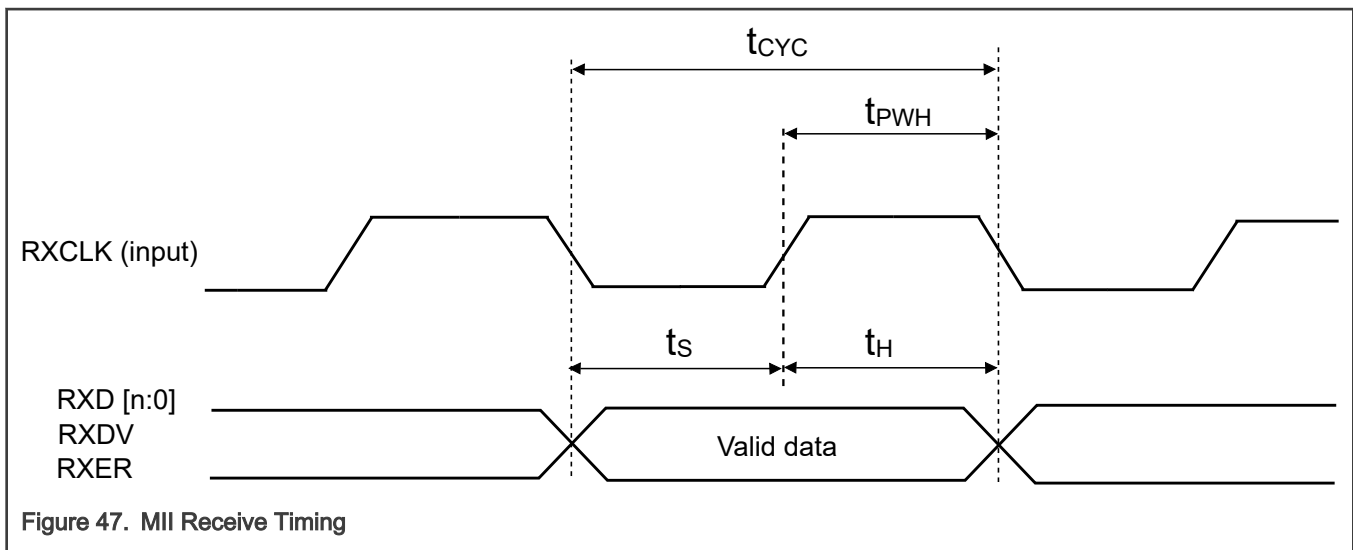 tCYC
tPWH
RXCLK (input)
tS
tH
RXD [n:0]
RXDV
Valid data
RXER
Figure 47. MII Receive Timing